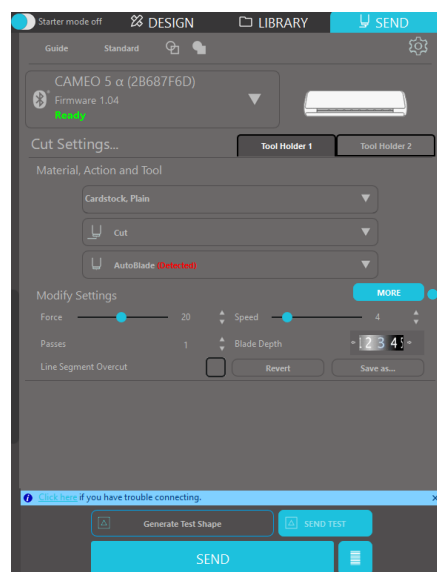 Starter mode off
DESIGN
LIBRARY
SEND
Guide
Standard
CAMEO 5 α (2B687F6D)
Firmware 1.04
Ready
Cut Settings...
Tool Holder 1
Tool Holder 2
Material, Action and Tool
Cardstock, Plain
Cut
AutoBlade (Detected)
Modify Settings
MORE
Force 20 Speed 4
Passes 1 Blade Depth 2 3 4
Line Segment Overcut Revert Save as...
Click here if you have trouble connecting.
Generate Test Shape
SEND TEST
SEND